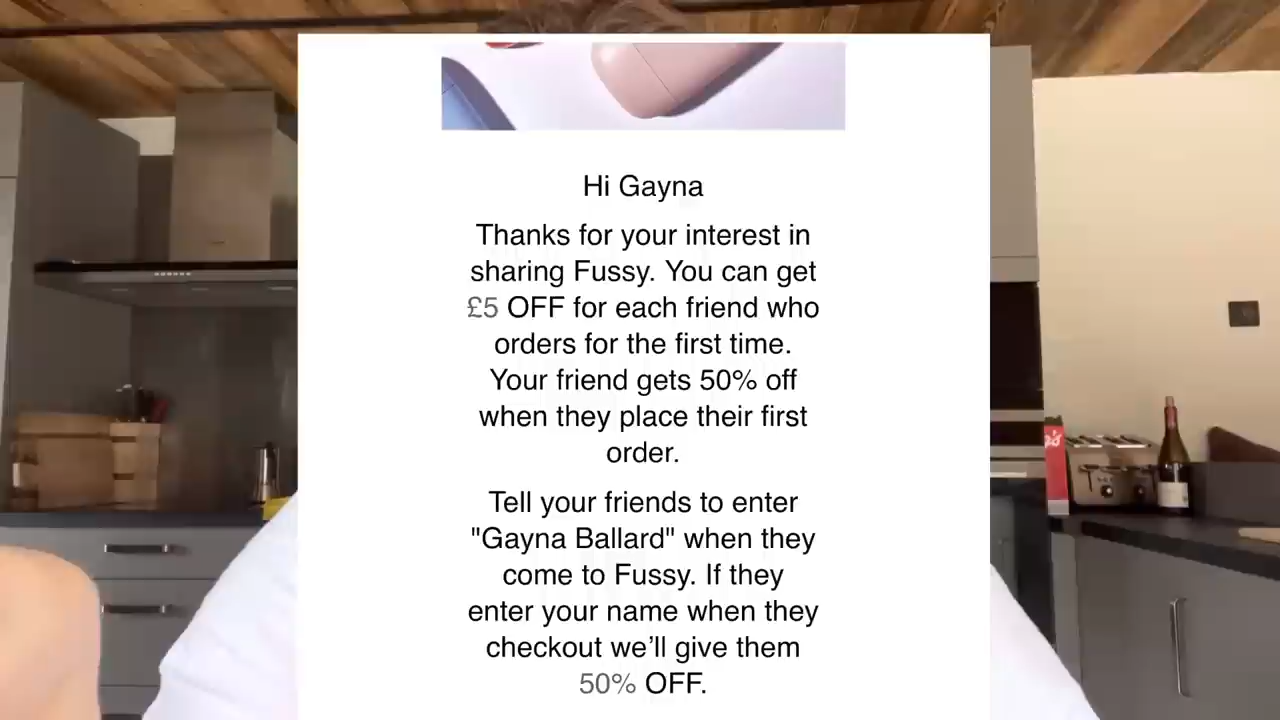 Hi Gayna
Thanks for your interest in
sharing Fussy. You can get
£5 OFF for each friend who
orders for the first time.
Your friend gets 50% off
when they place their first
order.
Tell your friends to enter
"Gayna Ballard" when they
come to Fussy. If they
enter your name when they
checkout we’ll give them
50% OFF.